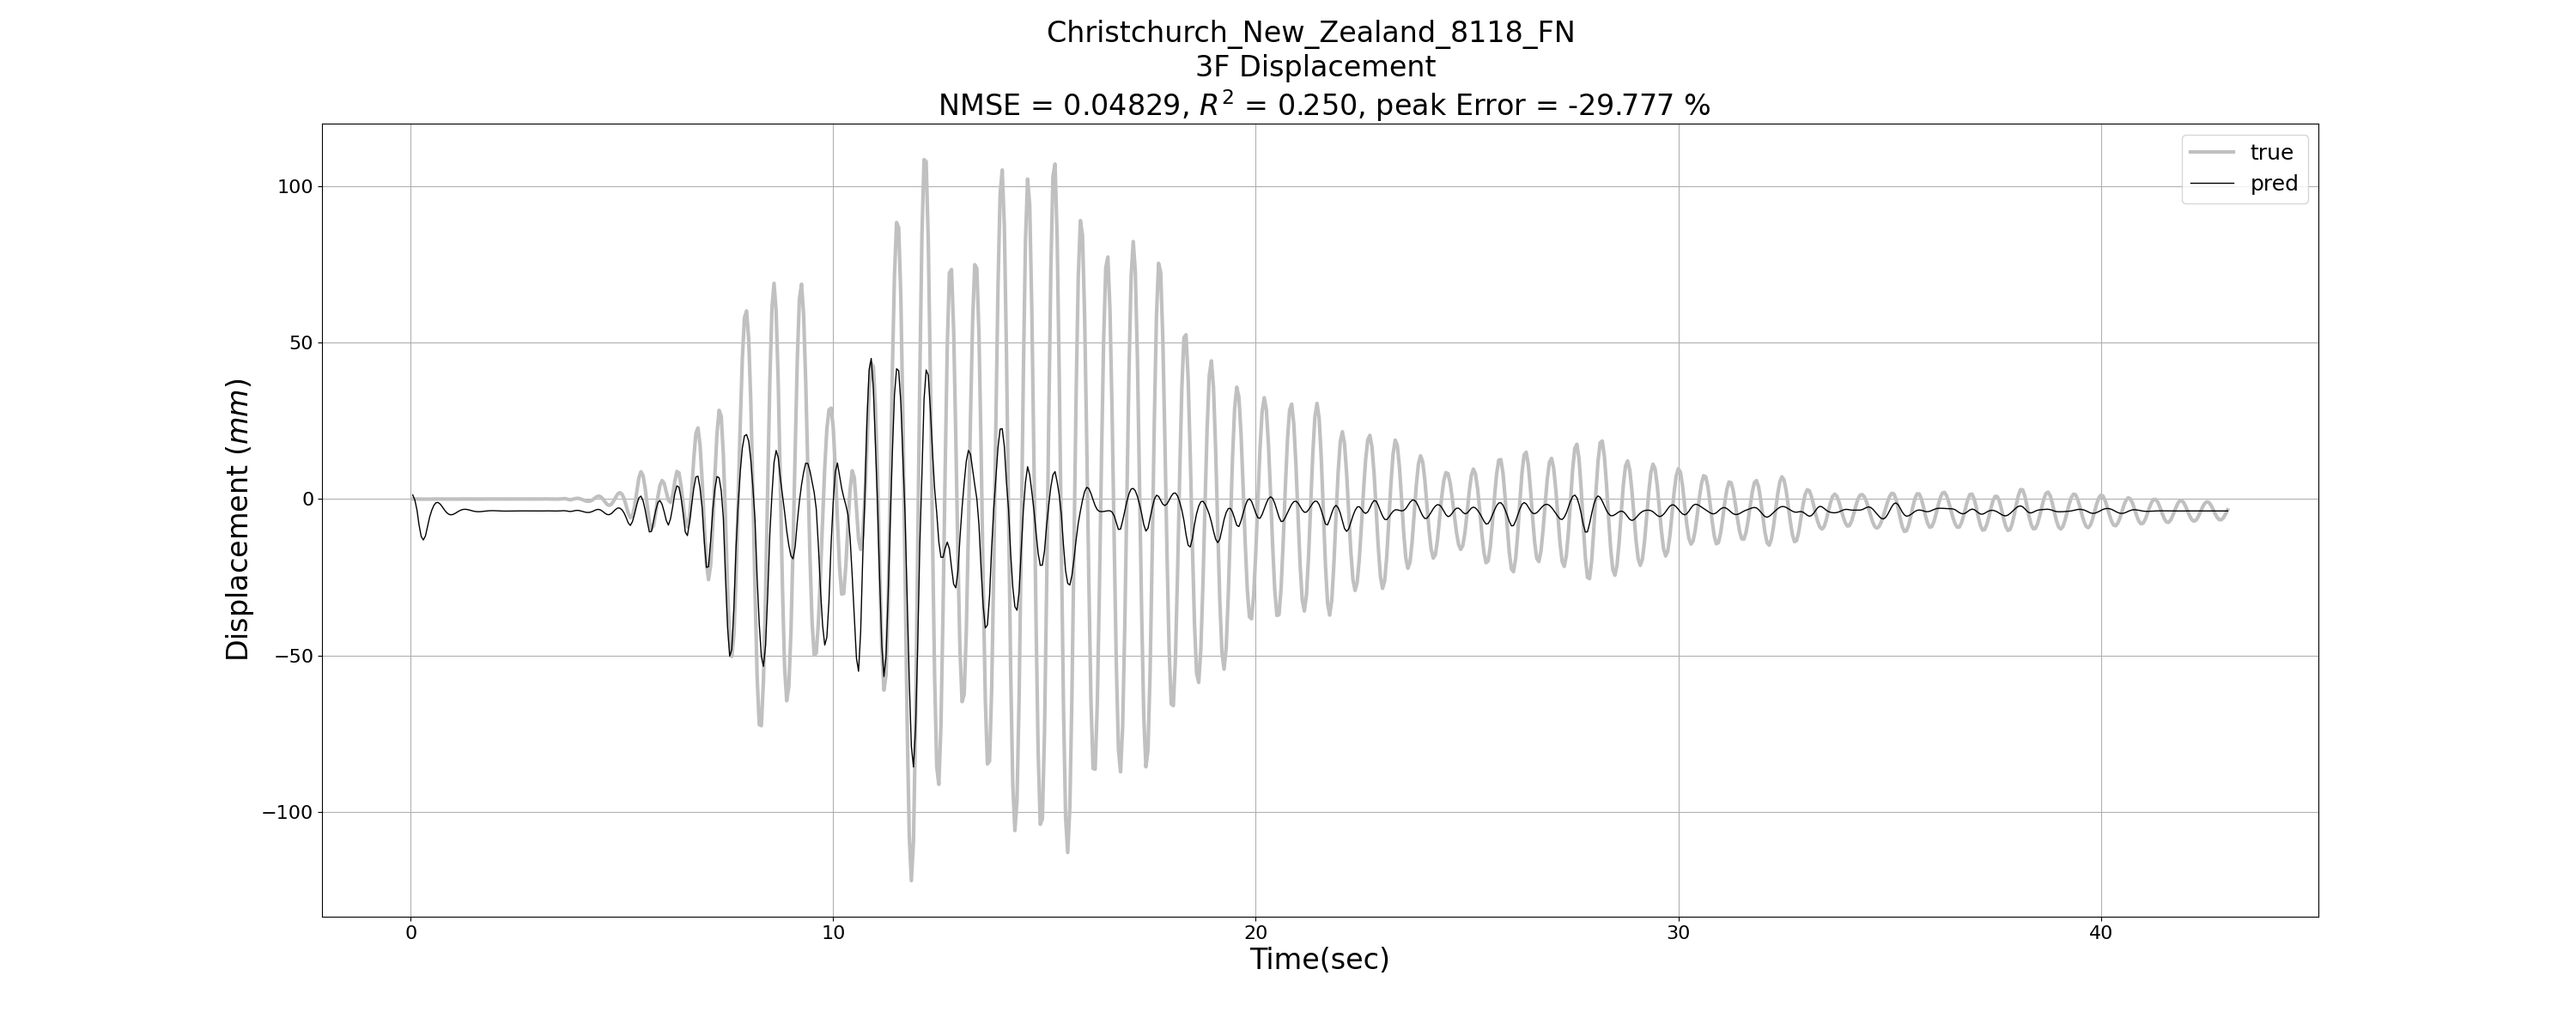 Christchurch_New_Zealand_8118_FN
3F Displacement
NMSE = 0.04829, R² = 0.250, peak Error = -29.777 %
true
pred
100
50
0
−50
−100
Displacement (mm)
0
10
20
30
40
Time(sec)